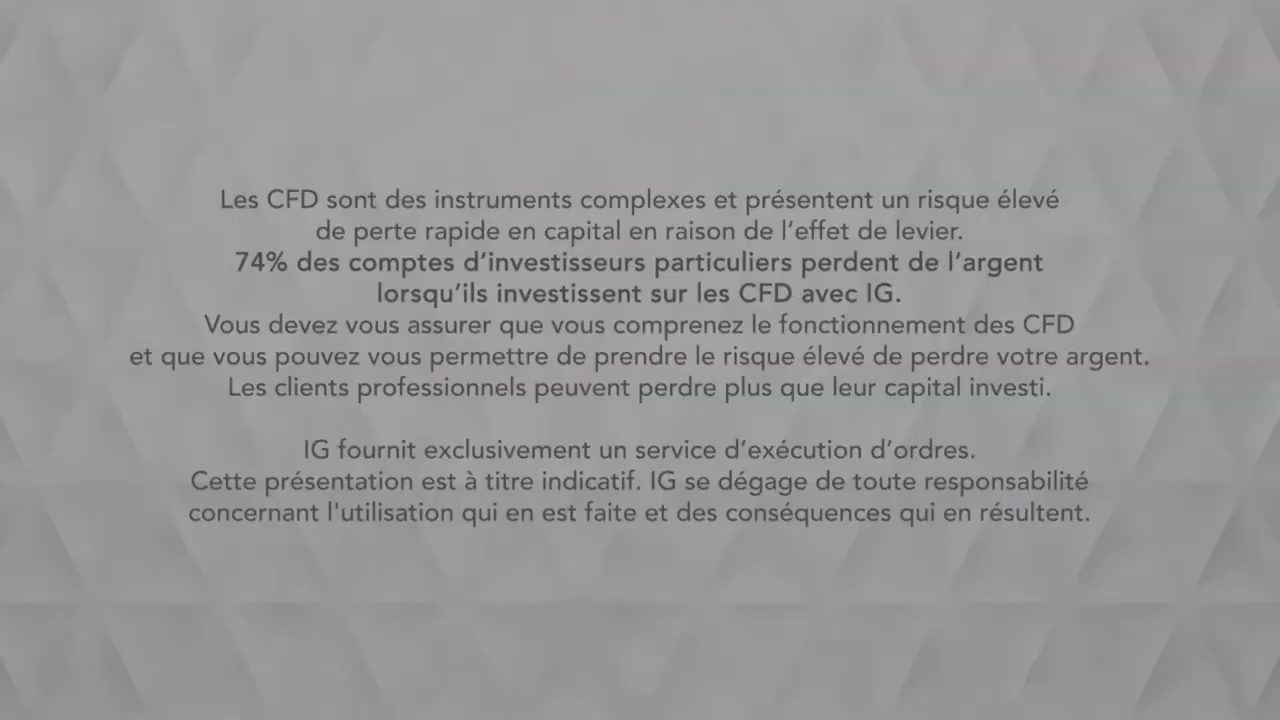 Les CFD sont des instruments complexes et présentent un risque élevé
de perte rapide en capital en raison de l’effet de levier.
74% des comptes d’investisseurs particuliers perdent de l’argent
lorsqu’ils investissent sur les CFD avec IG.
Vous devez vous assurer que vous comprenez le fonctionnement des CFD
et que vous pouvez vous permettre de prendre le risque élevé de perdre votre argent.
Les clients professionnels peuvent perdre plus que leur capital investi.
IG fournit exclusivement un service d’exécution d’ordres.
Cette présentation est à titre indicatif. IG se dégage de toute responsabilité
concernant l'utilisation qui en est faite et des conséquences qui en résultent.